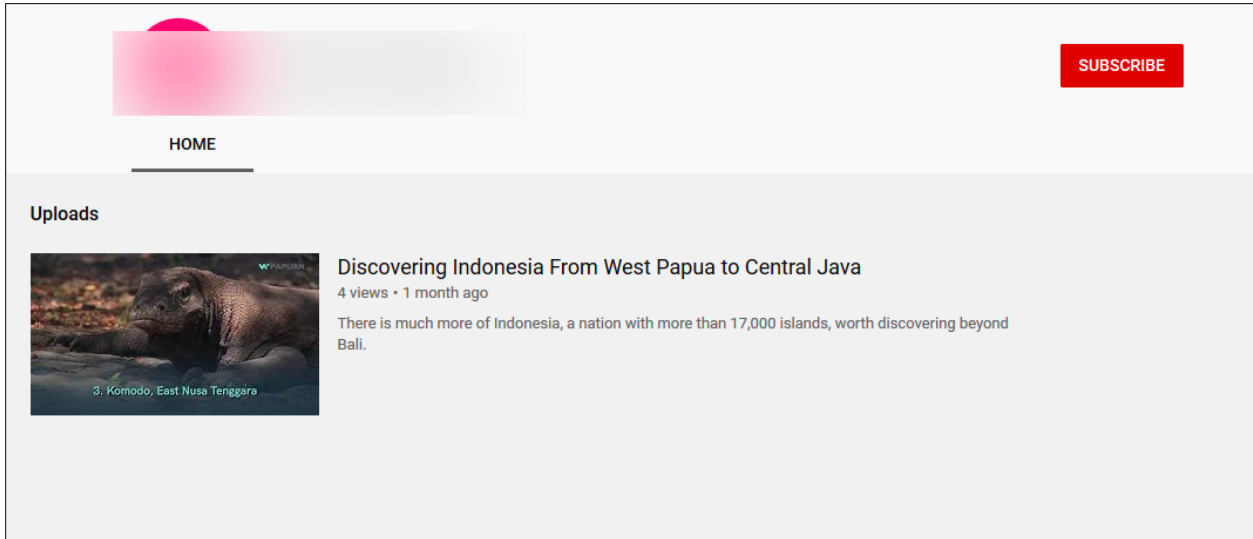 SUBSCRIBE
HOME
Uploads
W PAPUAN
3. Komodo, East Nusa Tenggara
Discovering Indonesia From West Papua to Central Java
4 views • 1 month ago
There is much more of Indonesia, a nation with more than 17,000 islands, worth discovering beyond
Bali.